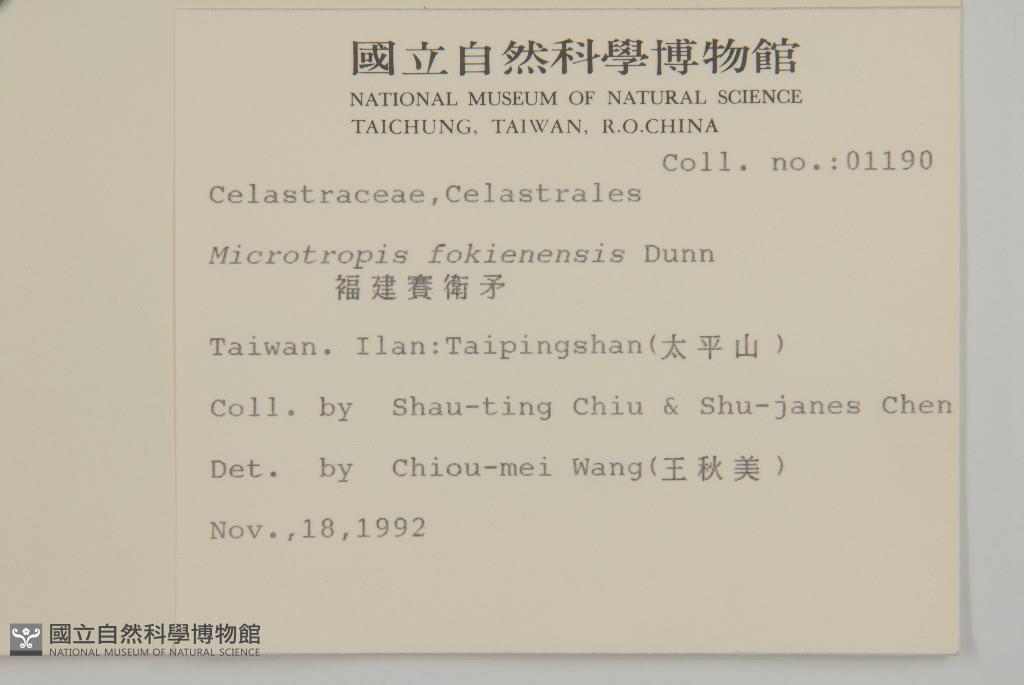 國立自然科學博物館
NATIONAL MUSEUM OF NATURAL SCIENCE
TAICHUNG, TAIWAN, R.O.CHINA
Coll. no.:01190
Celastraceae,Celastrales
Microtropis fokienensis Dunn
福建賽衛矛
Taiwan. Ilan:Taipingshan(太平山)
Coll. by Shau-ting Chiu & Shu-janes Chen
Det. by Chiou-mei Wang(王秋美)
Nov.,18,1992
國立自然科學博物館
NATIONAL MUSEUM OF NATURAL SCIENCE